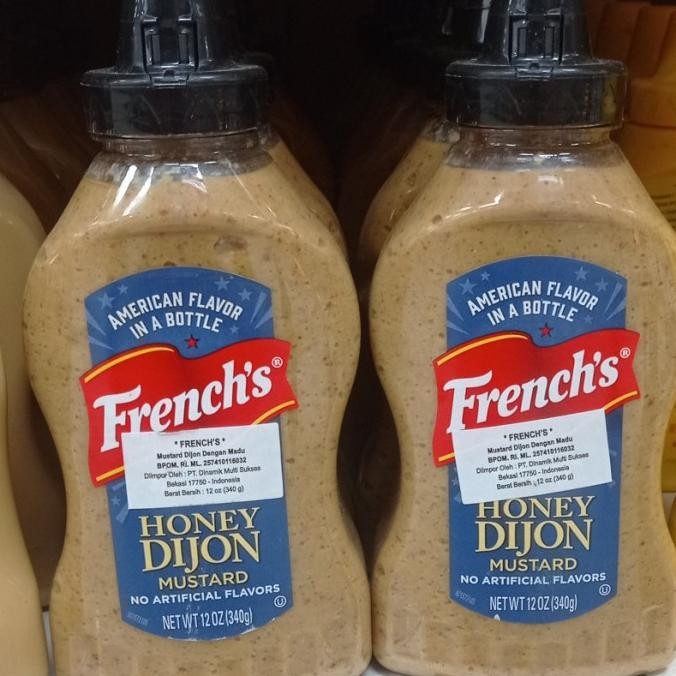 AMERICAN FLAVOR
IN A BOTTLE
French's®
* FRENCH'S *
Mustard Dijon Dengan Madu
BPOM. RI. ML. 257410116032
Diimpor Oleh : PT. Dinamik Multi Sukses
Bekasi 17750 - Indonesia
Berat Bersih : 12 oz (340 g)
HONEY
DIJON
MUSTARD
NO ARTIFICIAL FLAVORS
U
NET WT 12 OZ (340g)
AMERICAN FLAVOR
IN A BOTTLE
French's®
* FRENCH'S *
Mustard Dijon Dengan Madu
BPOM. RI. ML. 257410116032
Diimpor Oleh : PT. Dinamik Multi Sukses
Bekasi 17750 - Indonesia
Berat Bersih : 12 oz (340 g)
HONEY
DIJON
MUSTARD
NO ARTIFICIAL FLAVORS
U
NET WT 12 OZ (340g)